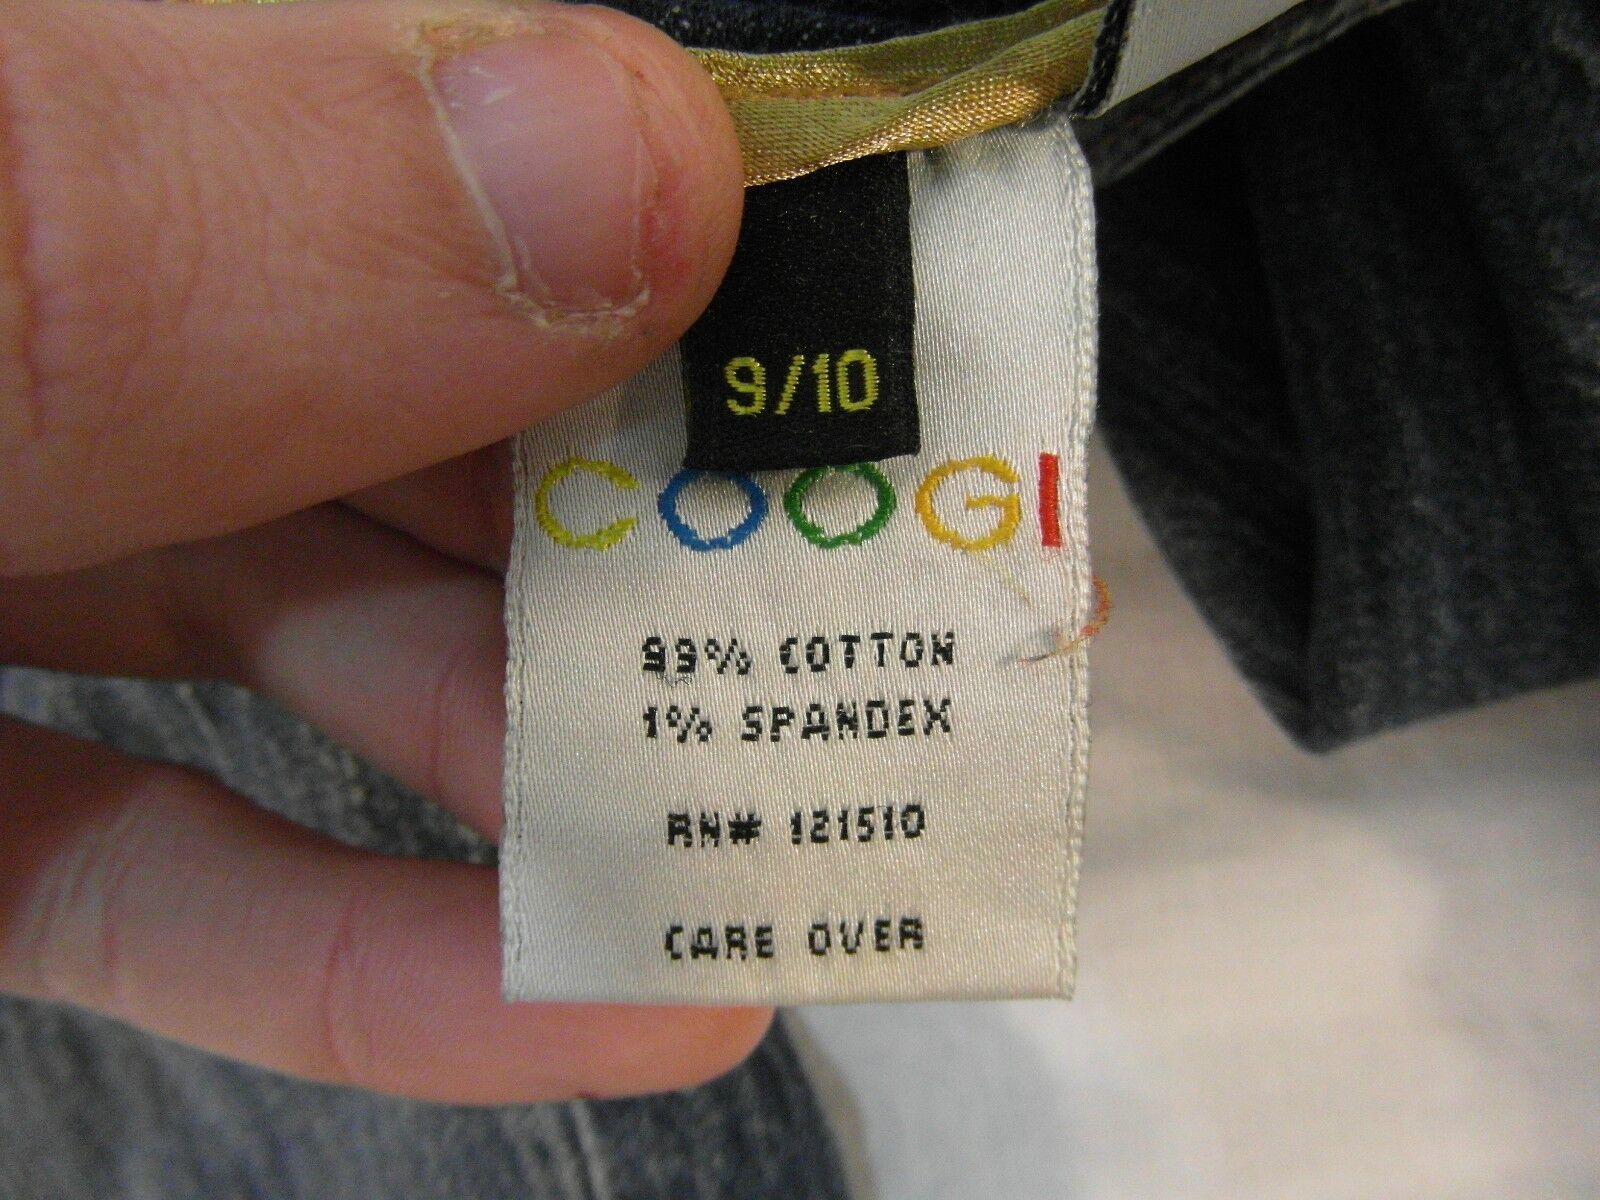 9/10
COOGI
99% COTTON
1% SPANDEX
RN# 121510
CARE OVER